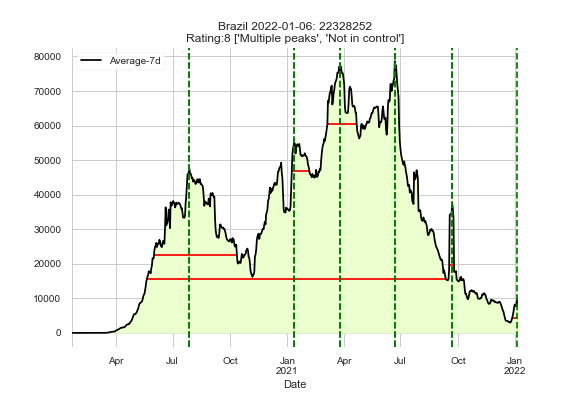 Brazil 2022-01-06: 22328252
Rating:8 ['Multiple peaks', 'Not in control']
80000
Average-7d
70000
60000
50000
40000
30000
20000
10000
0
Apr Jul Oct Jan Apr Jul Oct Jan
2021 2022
Date